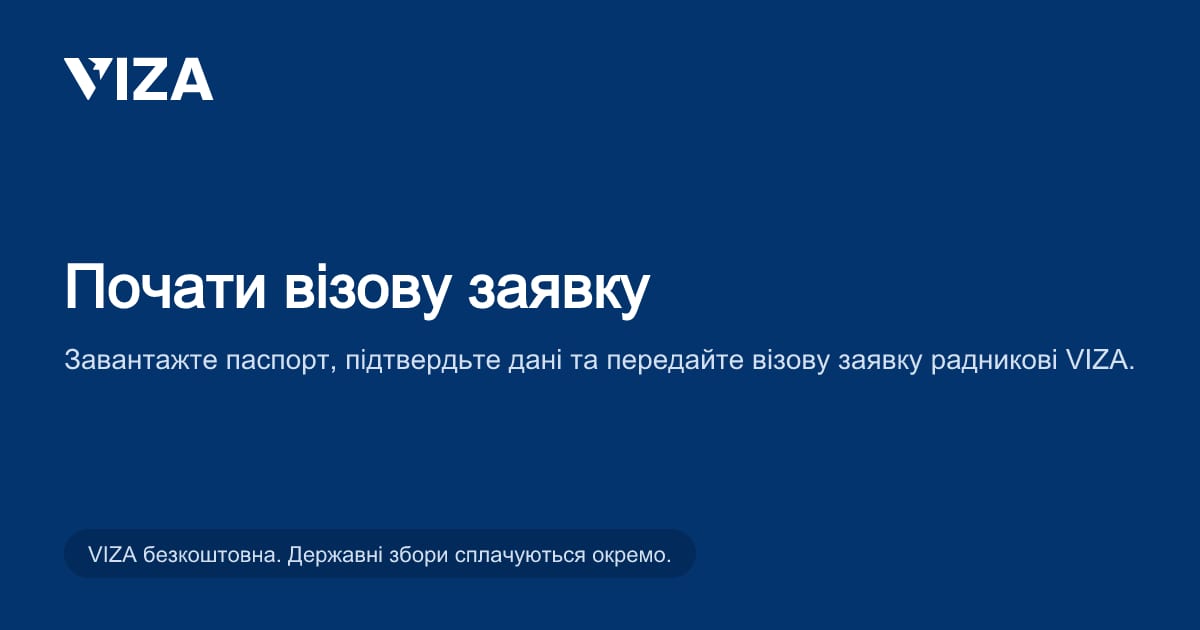 VIZA
Почати візову заявку
Завантажте паспорт, підтвердьте дані та передайте візову заявку радникові VIZA.
VIZA безкоштовна. Державні збори сплачуються окремо.